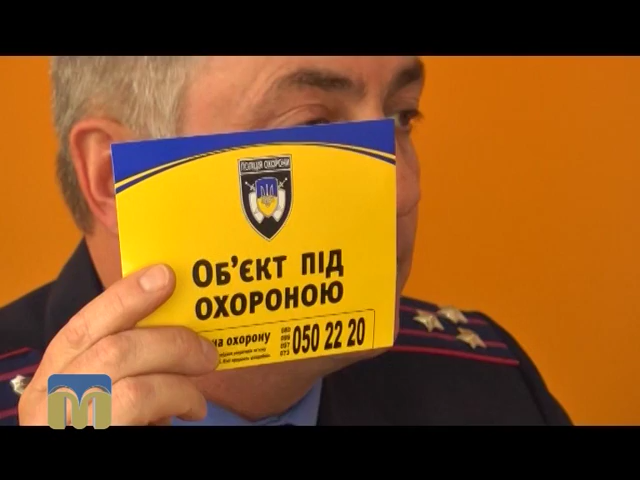 ПОЛІЦІЯ ОХОРОНИ
ОБ'ЄКТ ПІД
ОХОРОНОЮ
на охорону
050 22 20
М